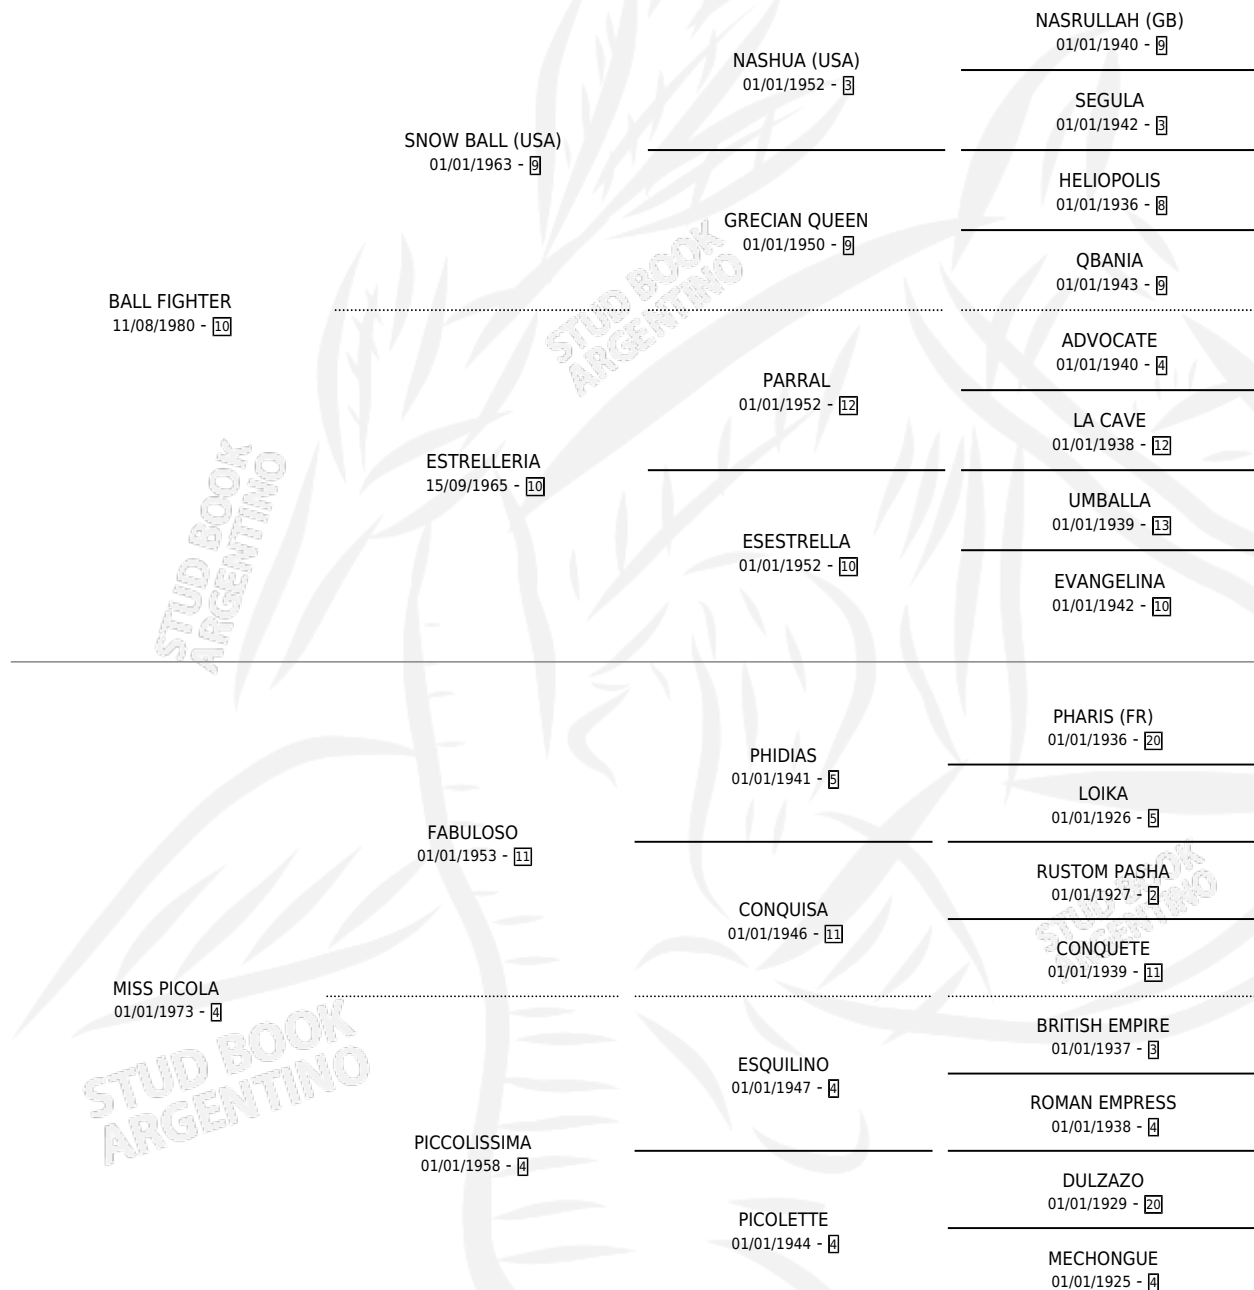 NASRULLAH (GB)
01/01/1940 - 9
NASHUA (USA)
01/01/1952 - 3
SEGULA
01/01/1942 - 3
SNOW BALL (USA)
01/01/1963 - 9
HELIOPOLIS
01/01/1936 - 8
GRECIAN QUEEN
01/01/1950 - 9
QBANIA
01/01/1943 - 9
BALL FIGHTER
11/08/1980 - 10
ADVOCATE
01/01/1940 - 4
PARRAL
01/01/1952 - 12
LA CAVE
01/01/1938 - 12
ESTRELLERIA
15/09/1965 - 10
UMBALLA
01/01/1939 - 13
ESESTRELLA
01/01/1952 - 10
EVANGELINA
01/01/1942 - 10
PHARIS (FR)
01/01/1936 - 20
PHIDIAS
01/01/1941 - 5
LOIKA
01/01/1926 - 5
FABULOSO
01/01/1953 - 11
RUSTOM PASHA
01/01/1927 - 2
CONQUISA
01/01/1946 - 11
CONQUETE
01/01/1939 - 11
MISS PICOLA
01/01/1973 - 4
BRITISH EMPIRE
01/01/1937 - 3
ESQUILINO
01/01/1947 - 4
ROMAN EMPRESS
01/01/1938 - 4
PICCOLISSIMA
01/01/1958 - 4
DULZAZO
01/01/1929 - 20
PICOLETTE
01/01/1944 - 4
MECHONGUE
01/01/1925 - 4
STUD BOOK
ARGENTINO
STUD BOOK
ARGENTINO
STUD BOOK
ARGENTINO
STUD BOOK
ARGENTINO